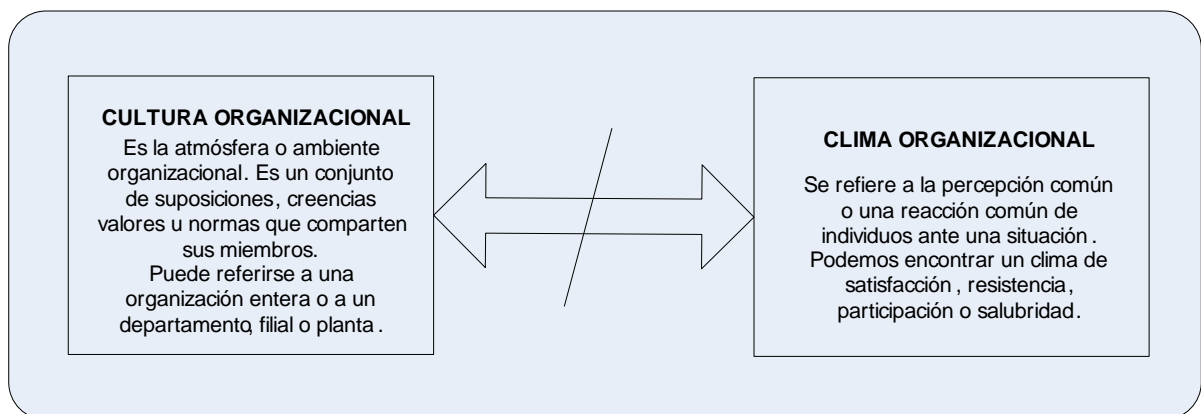 CULTURA ORGANIZACIONAL
Es la atmósfera o ambiente
organizacional. Es un conjunto
de suposiciones, creencias
valores u normas que comparten
sus miembros.
Puede referirse a una
organización entera o a un
departamento, filial o planta.
CLIMA ORGANIZACIONAL
Se refiere a la percepción común
o una reacción común de
individuos ante una situación.
Podemos encontrar un clima de
satisfacción, resistencia,
participación o salubridad.